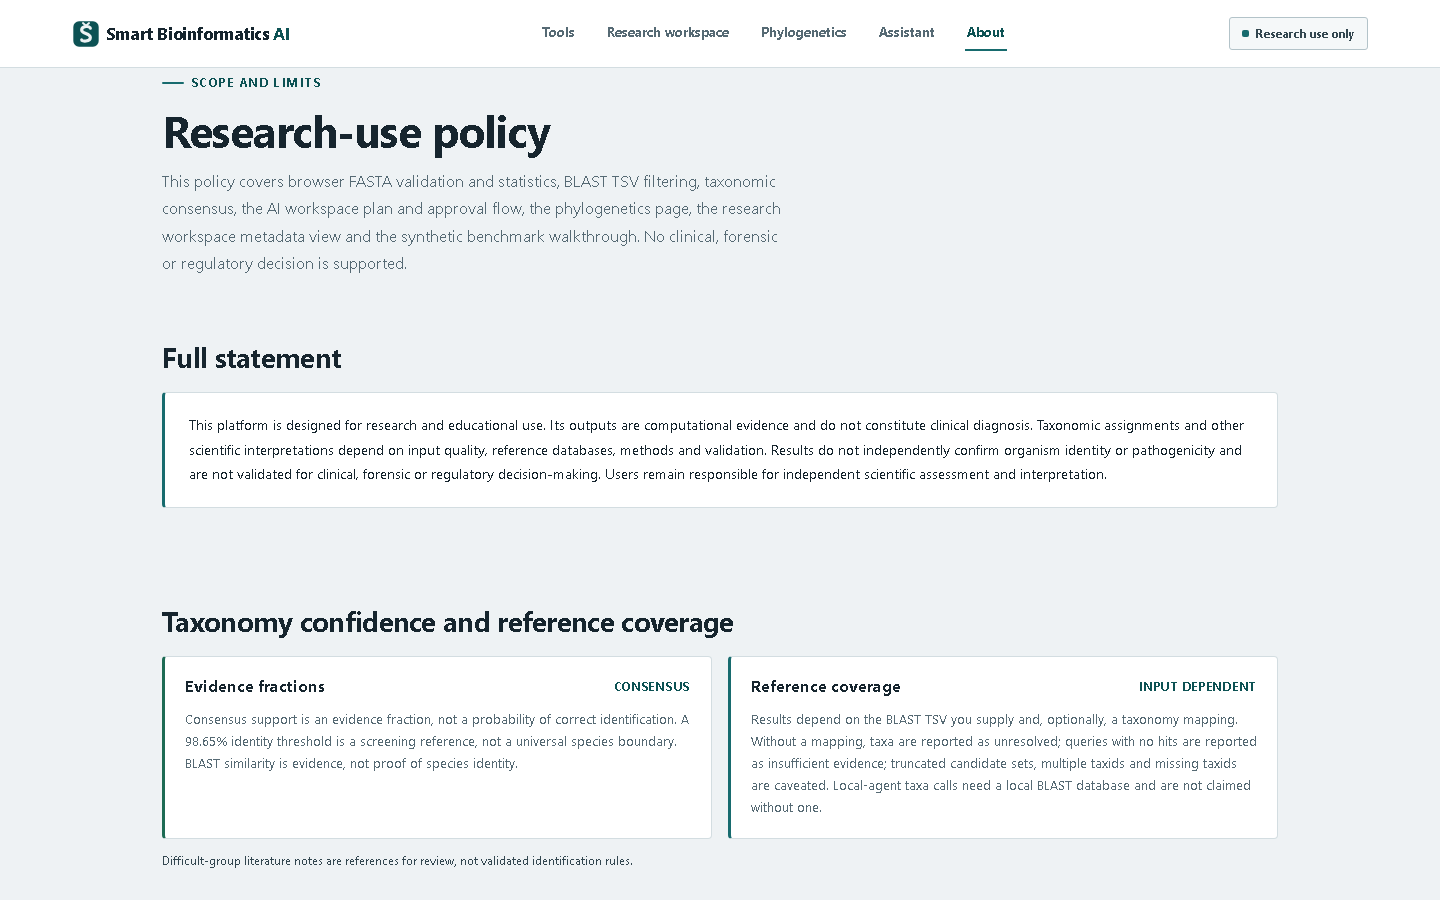 Š Smart Bioinformatics AI
Tools
Research workspace
Phylogenetics
Assistant
About
Research use only
SCOPE AND LIMITS
Research-use policy
This policy covers browser FASTA validation and statistics, BLAST TSV filtering, taxonomic
consensus, the AI workspace plan and approval flow, the phylogenetics page, the research
workspace metadata view and the synthetic benchmark walkthrough. No clinical, forensic
or regulatory decision is supported.
Full statement
This platform is designed for research and educational use. Its outputs are computational evidence and do not constitute clinical diagnosis. Taxonomic assignments and other
scientific interpretations depend on input quality, reference databases, methods and validation. Results do not independently confirm organism identity or pathogenicity and
are not validated for clinical, forensic or regulatory decision-making. Users remain responsible for independent scientific assessment and interpretation.
Taxonomy confidence and reference coverage
Evidence fractions
CONSENSUS
Consensus support is an evidence fraction, not a probability of correct identification. A
98.65% identity threshold is a screening reference, not a universal species boundary.
BLAST similarity is evidence, not proof of species identity.
Reference coverage
INPUT DEPENDENT
Results depend on the BLAST TSV you supply and, optionally, a taxonomy mapping.
Without a mapping, taxa are reported as unresolved; queries with no hits are reported
as insufficient evidence; truncated candidate sets, multiple taxids and missing taxids
are caveated. Local-agent taxa calls need a local BLAST database and are not claimed
without one.
Difficult-group literature notes are references for review, not validated identification rules.